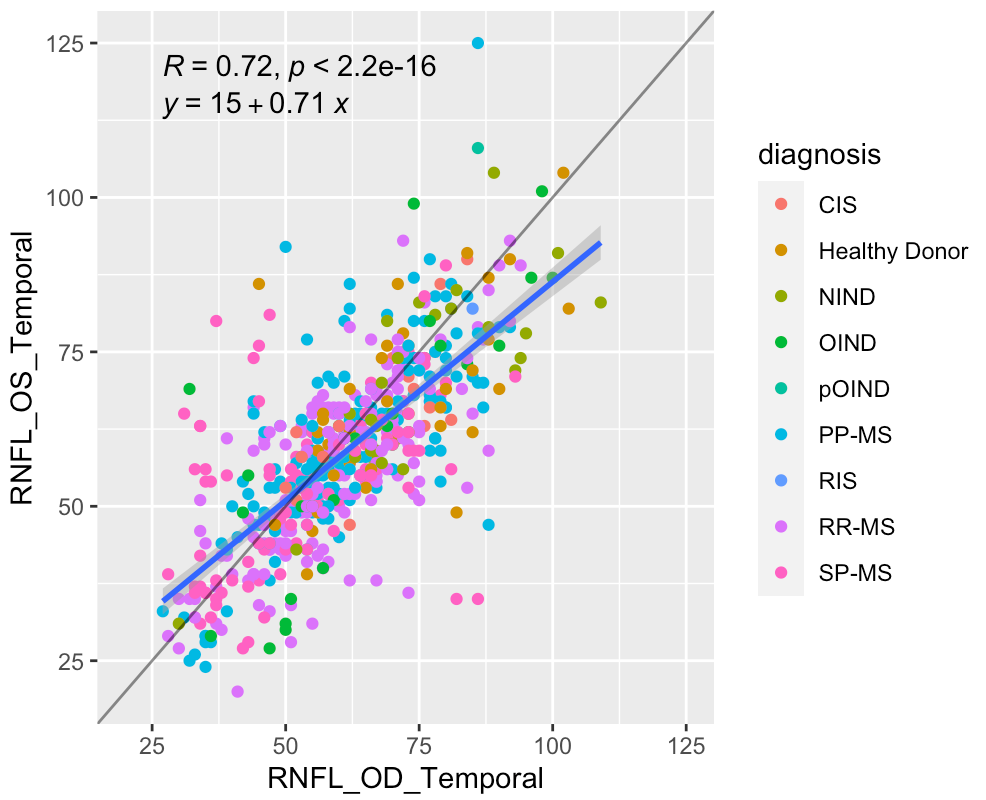 R = 0.72, p < 2.2e-16
y = 15 + 0.71 x
125
100
75
50
25
25 50 75 100 125
RNFL_OD_Temporal
RNFL_OS_Temporal
diagnosis
CIS
Healthy Donor
NIND
OIND
pOIND
PP-MS
RIS
RR-MS
SP-MS